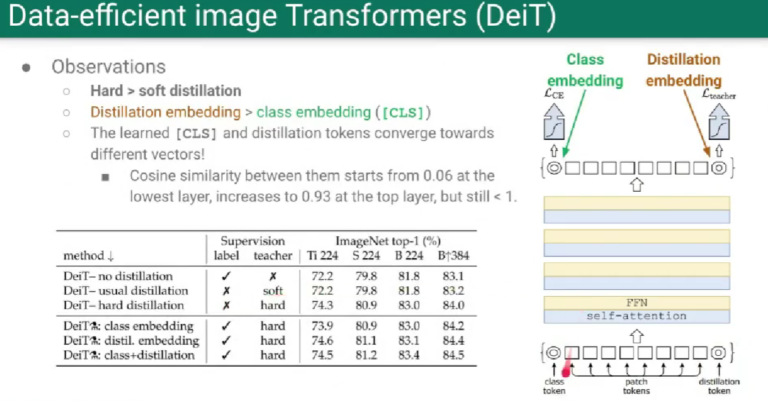 Data-efficient image Transformers (DeiT)
● Observations
○ Hard > soft distillation
○ Distillation embedding > class embedding ([CLS])
○ The learned [CLS] and distillation tokens converge towards
different vectors!
■ Cosine similarity between them starts from 0.06 at the
lowest layer, increases to 0.93 at the top layer, but still < 1.
Supervision ImageNet top-1 (%)
method ↓ label teacher Ti 224 S 224 B 224 B↑384
DeiT– no distillation ✓ ✗ 72.2 79.8 81.8 83.1
DeiT– usual distillation ✗ soft 72.2 79.8 81.8 83.2
DeiT– hard distillation ✗ hard 74.3 80.9 83.0 84.0
DeiT⚗: class embedding ✓ hard 73.9 80.9 83.0 84.2
DeiT⚗: distil. embedding ✓ hard 74.6 81.1 83.1 84.4
DeiT⚗: class+distillation ✓ hard 74.5 81.2 83.4 84.5
Class
embedding
Distillation
embedding
ℒCE
ℒteacher
FFN
self-attention
class
token
patch
tokens
distillation
token